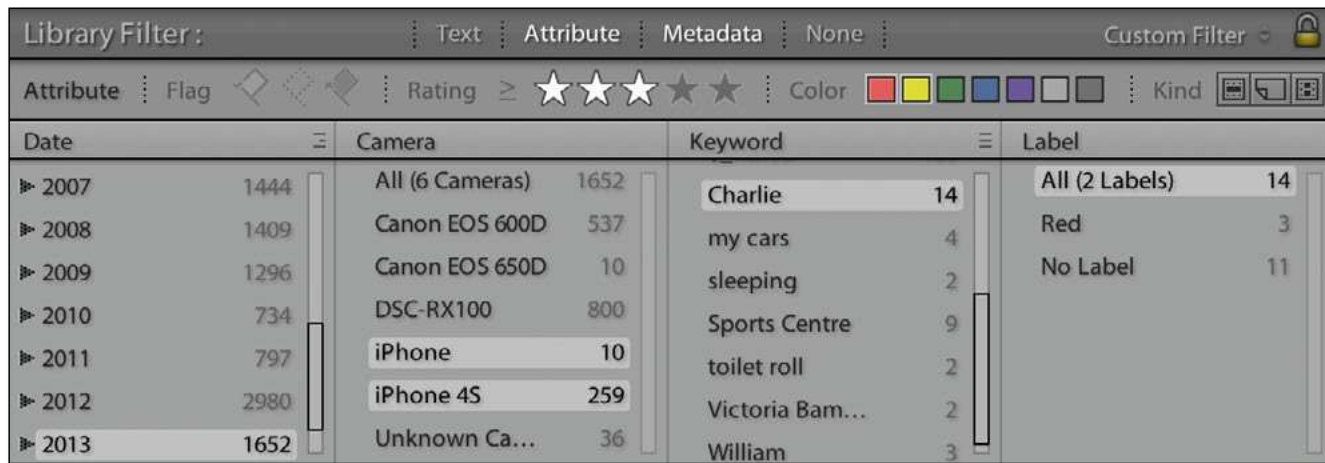 Library Filter : Text Attribute Metadata None Custom Filter
Attribute Flag Rating ≥ Color Kind
Date Camera Keyword Label
2007 1444
2008 1409
2009 1296
2010 734
2011 797
2012 2980
2013 1652
All (6 Cameras) 1652
Canon EOS 600D 537
Canon EOS 650D 10
DSC-RX100 800
iPhone 10
iPhone 4S 259
Unknown Ca... 36
Charlie 14
my cars 4
sleeping 2
Sports Centre 9
toilet roll 2
Victoria Bam... 2
William 3
All (2 Labels) 14
Red 3
No Label 11